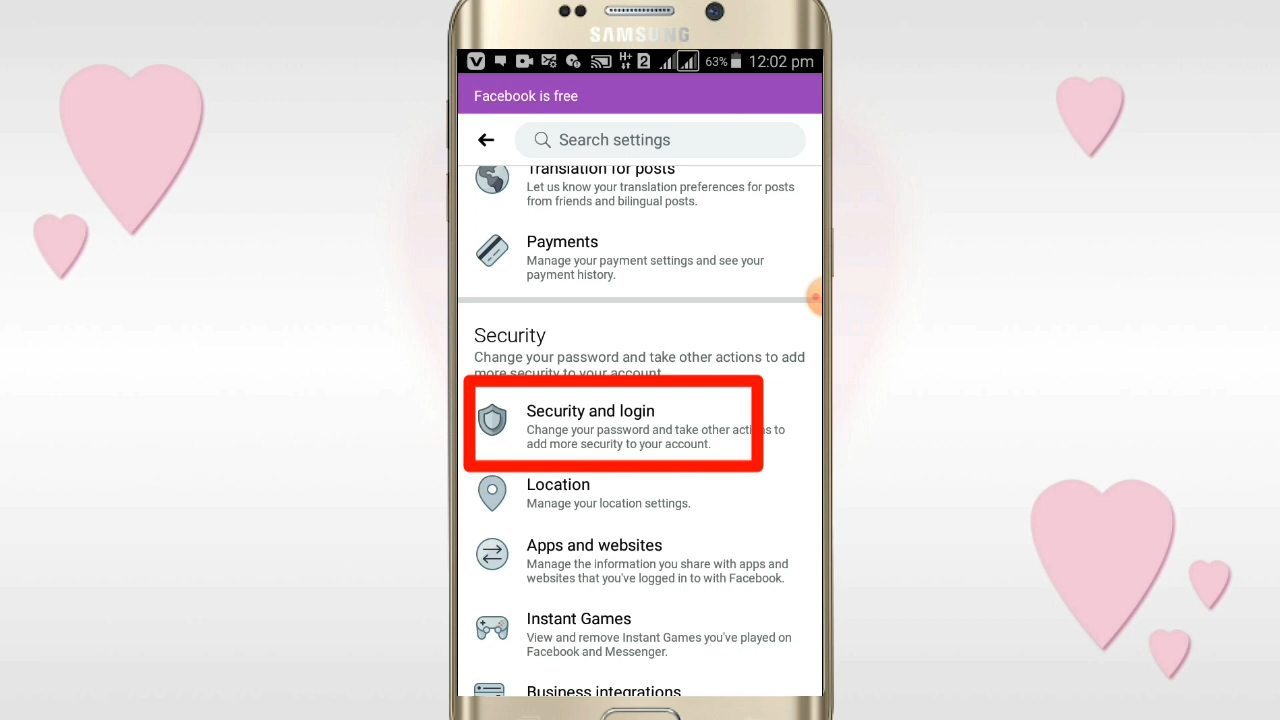 SAMSUNG
H+ 2 63% 12:02 pm
Facebook is free
Search settings
Translation for posts
Let us know your translation preferences for posts
from friends and bilingual posts.
Payments
Manage your payment settings and see your
payment history.
Security
Change your password and take other actions to add
more security to your account.
Security and login
Change your password and take other actions to
add more security to your account.
Location
Manage your location settings.
Apps and websites
Manage the information you share with apps and
websites that you've logged in to with Facebook.
Instant Games
View and remove Instant Games you've played on
Facebook and Messenger.
Business integrations